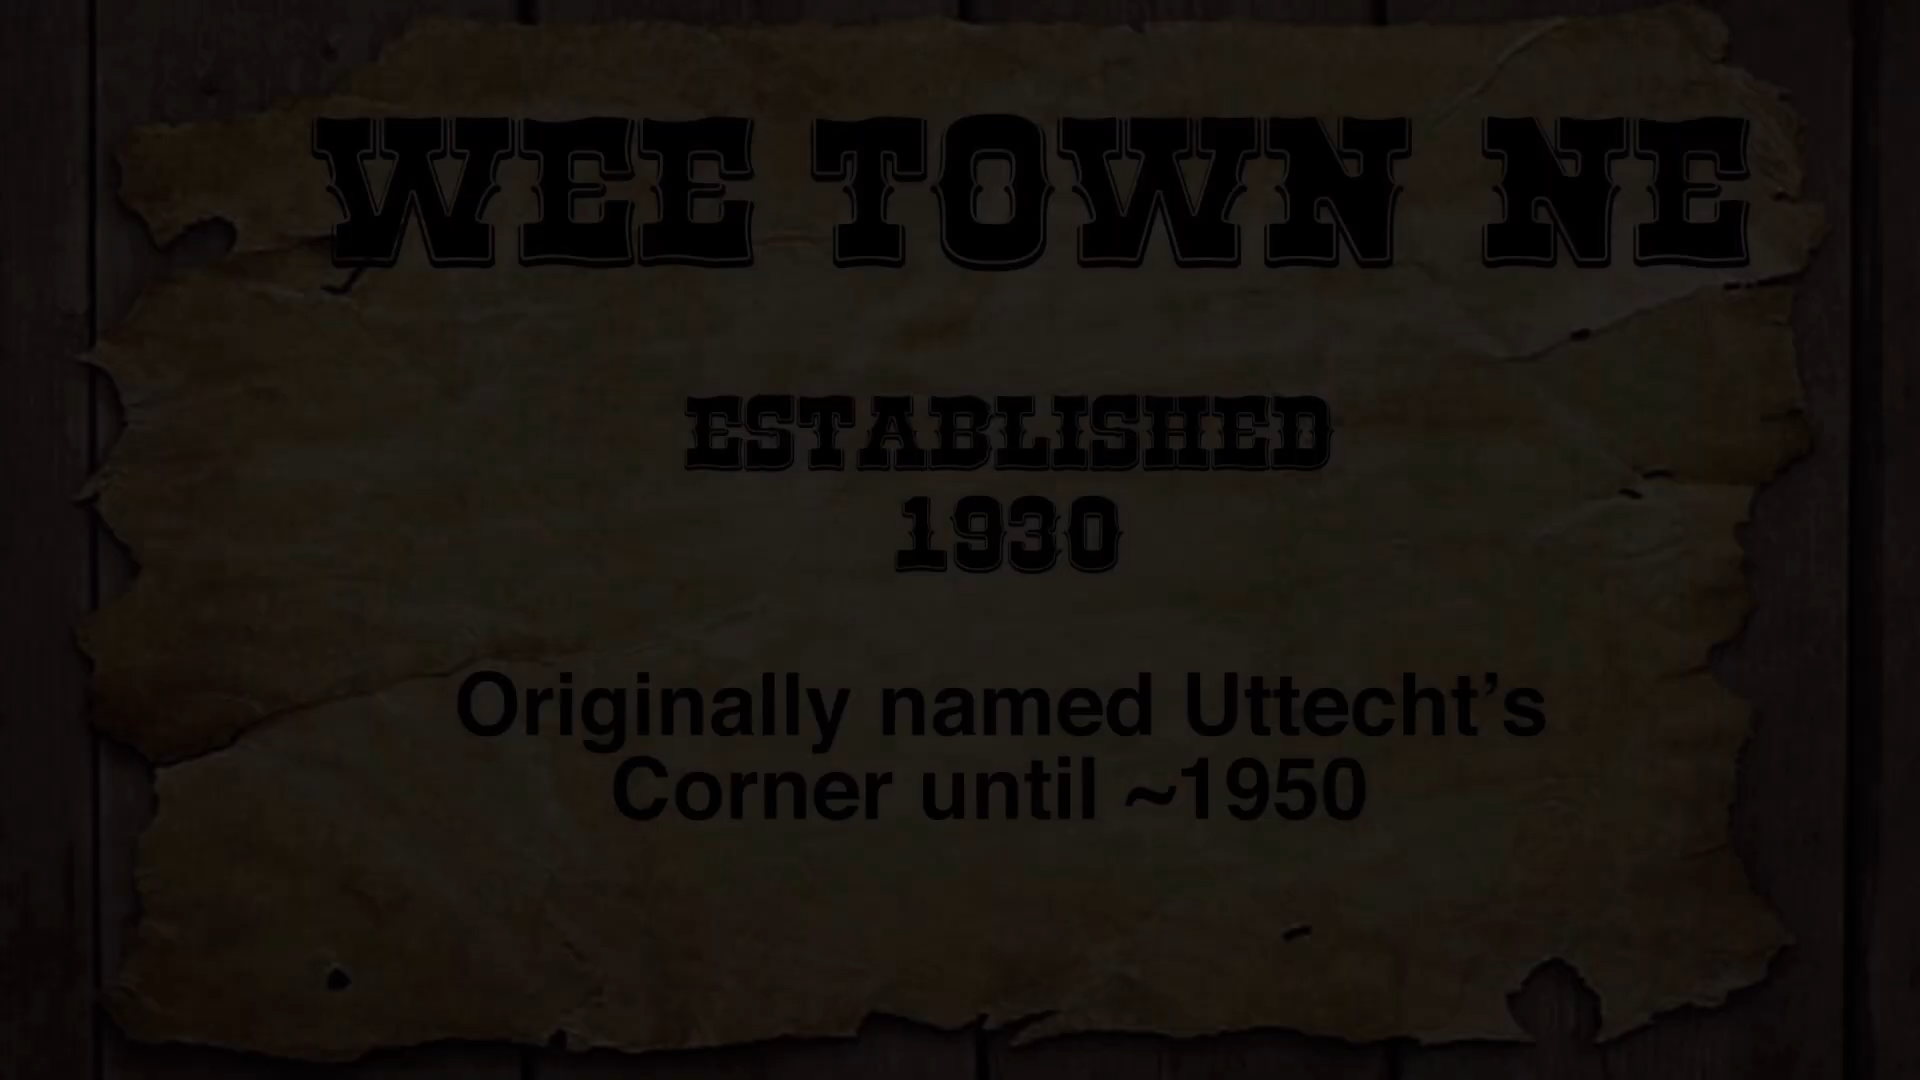 WEE TOWN NE
ESTABLISHED
1930
Originally named Uttecht’s
Corner until ~1950